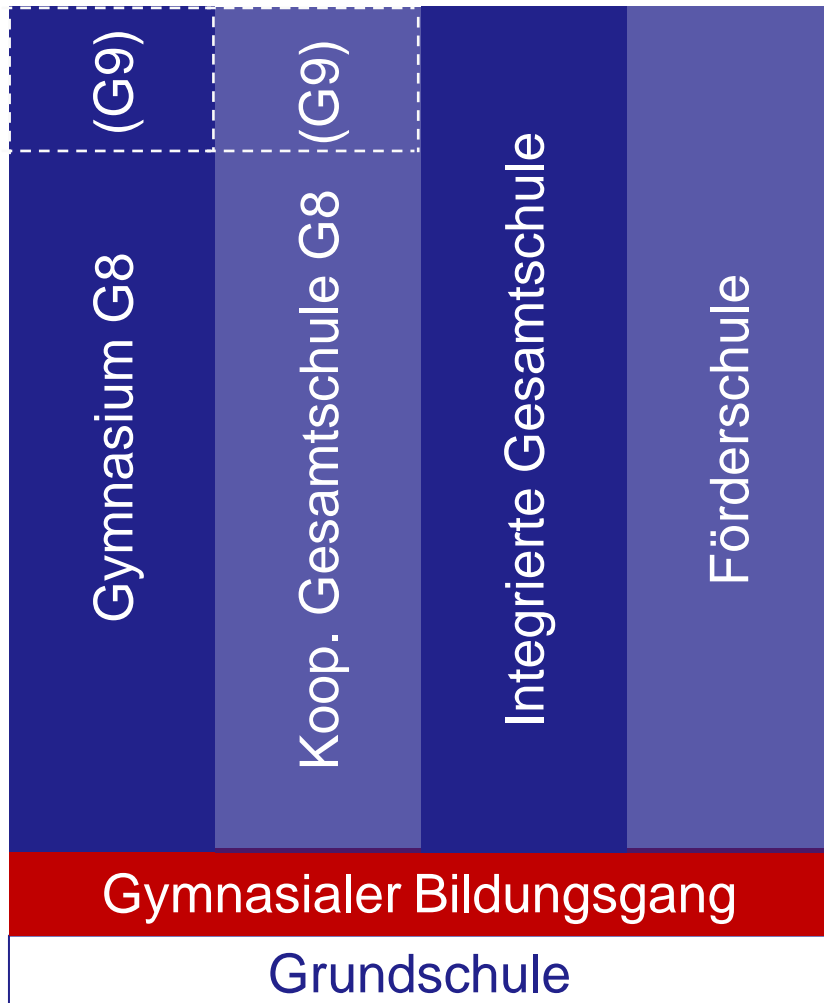 (G9)
(G9)
Gymnasium G8
Koop. Gesamtschule G8
Integrierte Gesamtschule
Förderschule
Gymnasialer Bildungsgang
Grundschule